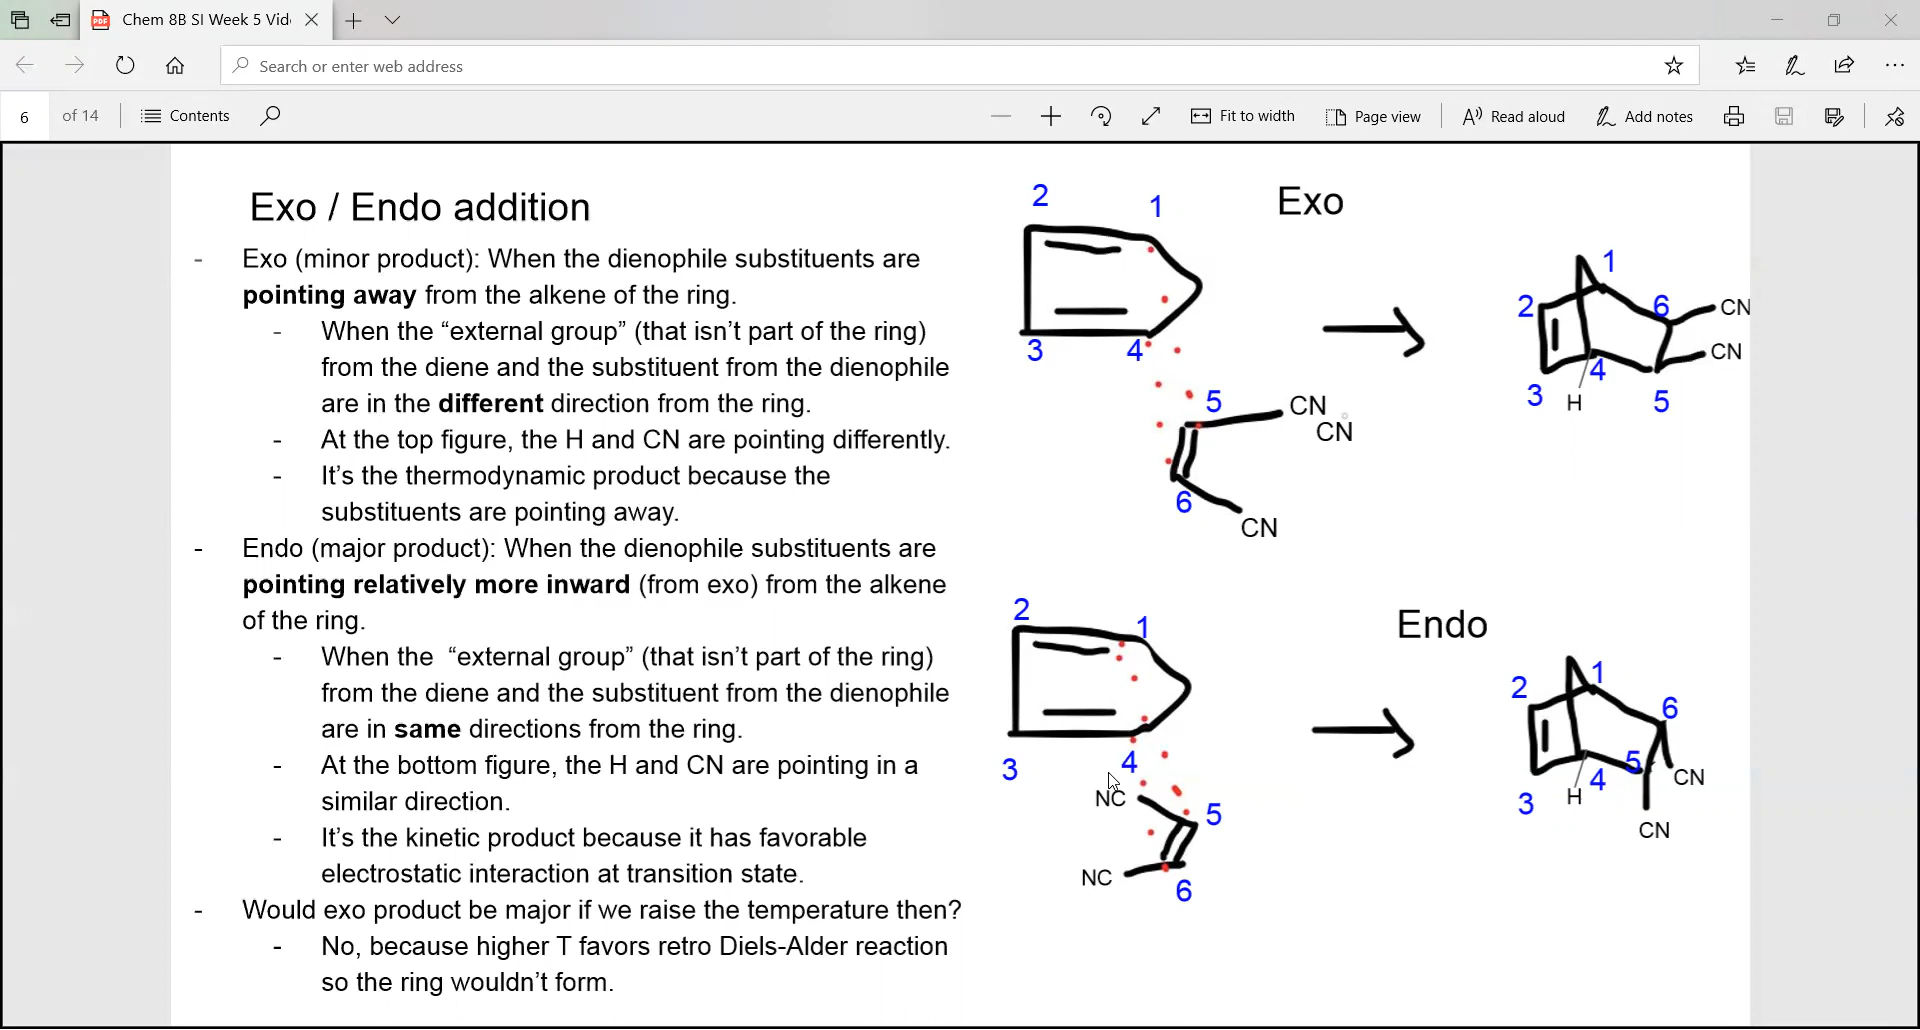 Chem 8B SI Week 5 Vid
Search or enter web address
6 of 14 Contents Fit to width Page view Read aloud Add notes
Exo / Endo addition
- Exo (minor product): When the dienophile substituents are
pointing away from the alkene of the ring.
- When the “external group” (that isn’t part of the ring)
from the diene and the substituent from the dienophile
are in the different direction from the ring.
- At the top figure, the H and CN are pointing differently.
- It’s the thermodynamic product because the
substituents are pointing away.
- Endo (major product): When the dienophile substituents are
pointing relatively more inward (from exo) from the alkene
of the ring.
- When the “external group” (that isn’t part of the ring)
from the diene and the substituent from the dienophile
are in same directions from the ring.
- At the bottom figure, the H and CN are pointing in a
similar direction.
- It’s the kinetic product because it has favorable
electrostatic interaction at transition state.
- Would exo product be major if we raise the temperature then?
- No, because higher T favors retro Diels-Alder reaction
so the ring wouldn’t form.
Exo
2 1
3 4
5 CN
CN
6
CN
1
2 6 CN
CN
4
3 H 5
Endo
2 1
3 4
NC
5
NC
6
1
2 6
5
4 CN
3 H
CN